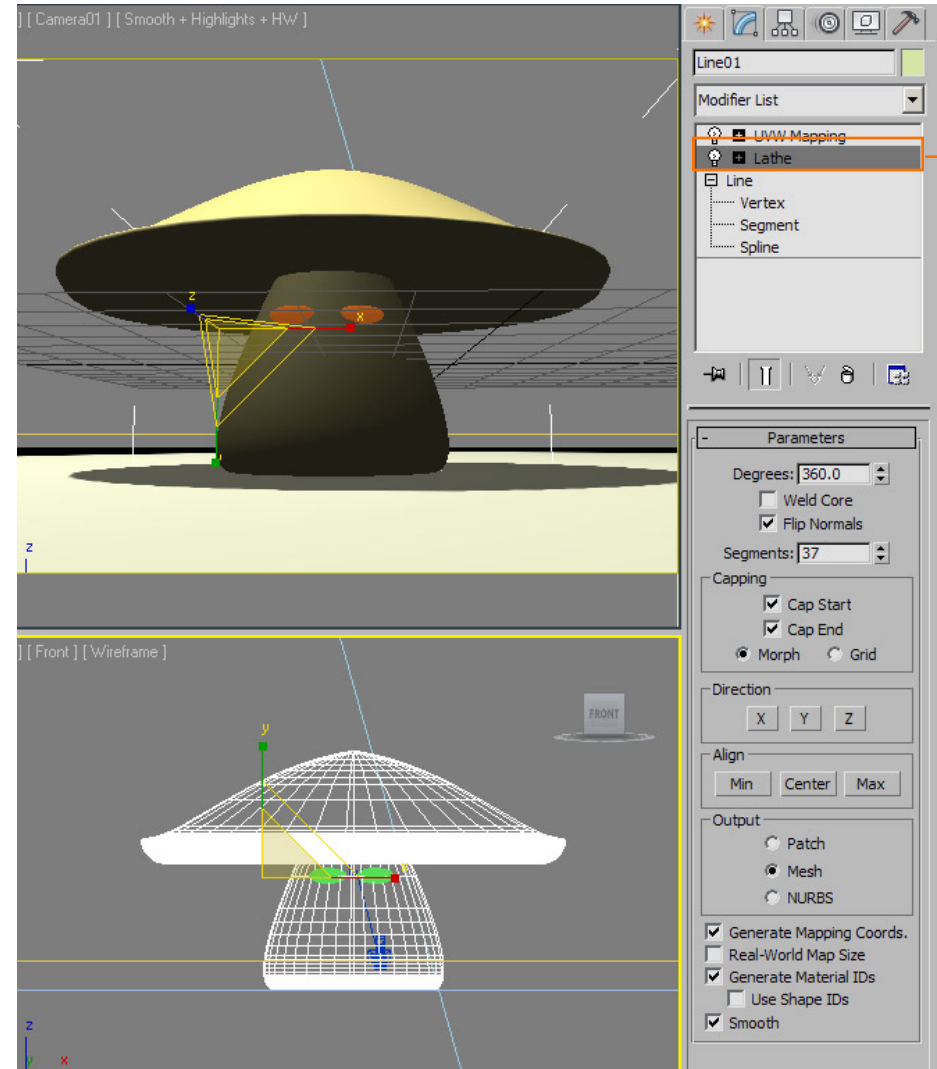 ] [ Camera01 ] [ Smooth + Highlights + HW ]
z
x
z
] [ Front ] [ Wireframe ]
FRONT
y
x
z
y x
Line01
Modifier List
UVW Mapping
Lathe
Line
Vertex
Segment
Spline
- Parameters
Degrees: 360.0
Weld Core
Flip Normals
Segments: 37
Capping
Cap Start
Cap End
Morph Grid
Direction
X Y Z
Align
Min Center Max
Output
Patch
Mesh
NURBS
Generate Mapping Coords.
Real-World Map Size
Generate Material IDs
Use Shape IDs
Smooth